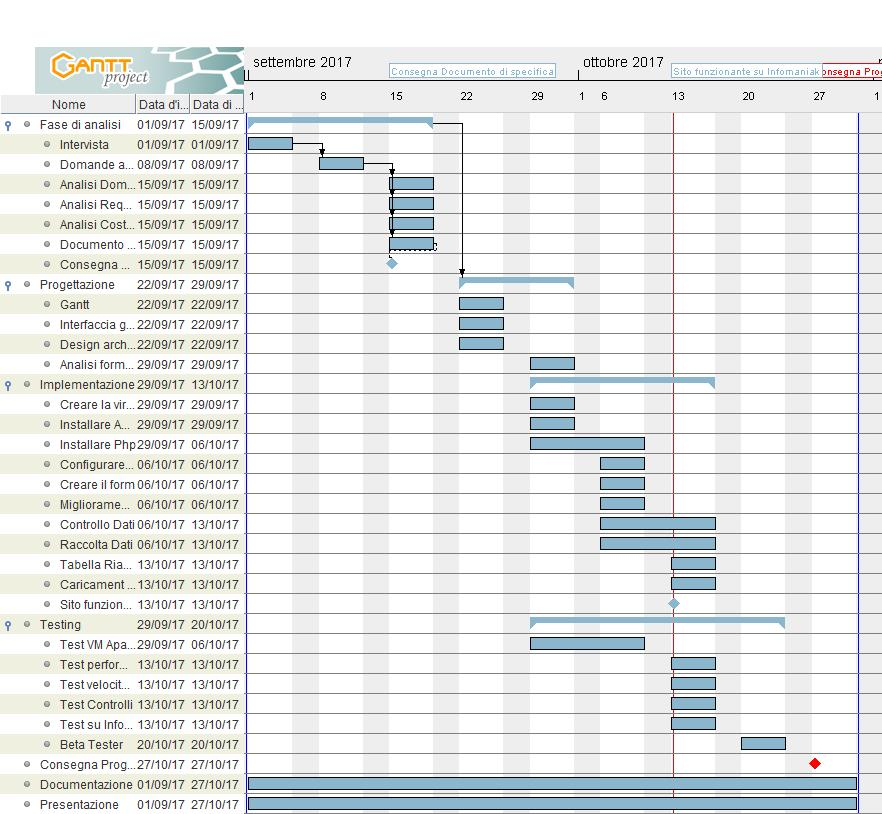 GANTT
project
settembre 2017
ottobre 2017
Consegna Documento di specifica
Sito funzionante su Infomaniak
onsegna Prog
Nome Data d'i... Data di ...
1 8 15 22 29 1 6 13 20 27 1
Fase di analisi 01/09/17 15/09/17
Intervista 01/09/17 01/09/17
Domande a... 08/09/17 08/09/17
Analisi Dom... 15/09/17 15/09/17
Analisi Req... 15/09/17 15/09/17
Analisi Cost... 15/09/17 15/09/17
Documento ... 15/09/17 15/09/17
Consegna ... 15/09/17 15/09/17
Progettazione 22/09/17 29/09/17
Gantt 22/09/17 22/09/17
Interfaccia g... 22/09/17 22/09/17
Design arch... 22/09/17 22/09/17
Analisi form... 29/09/17 29/09/17
Implementazione 29/09/17 13/10/17
Creare la vir... 29/09/17 29/09/17
Installare A... 29/09/17 29/09/17
Installare Php 29/09/17 06/10/17
Configurare... 06/10/17 06/10/17
Creare il form 06/10/17 06/10/17
Migliorame... 06/10/17 06/10/17
Controllo Dati 06/10/17 13/10/17
Raccolta Dati 06/10/17 13/10/17
Tabella Ria... 13/10/17 13/10/17
Caricament ... 13/10/17 13/10/17
Sito funzion... 13/10/17 13/10/17
Testing 29/09/17 20/10/17
Test VM Apa... 29/09/17 06/10/17
Test perfor... 13/10/17 13/10/17
Test velocit... 13/10/17 13/10/17
Test Controlli 13/10/17 13/10/17
Test su Info... 13/10/17 13/10/17
Beta Tester 20/10/17 20/10/17
Consegna Prog... 27/10/17 27/10/17
Documentazione 01/09/17 27/10/17
Presentazione 01/09/17 27/10/17